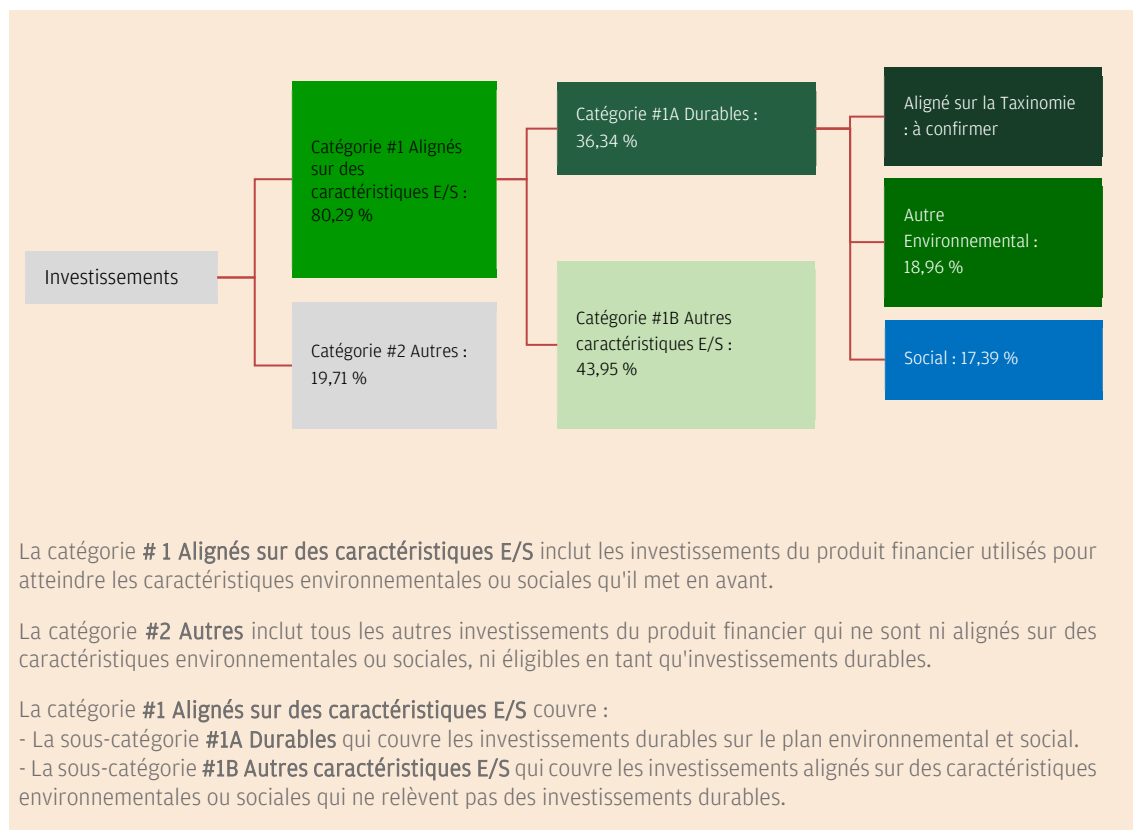 Investissements
Catégorie #1 Alignés
sur des
caractéristiques E/S :
80,29 %
Catégorie #2 Autres :
19,71 %
Catégorie #1A Durables :
36,34 %
Catégorie #1B Autres
caractéristiques E/S :
43,95 %
Aligné sur la Taxinomie
: à confirmer
Autre
Environnemental :
18,96 %
Social : 17,39 %
La catégorie # 1 Alignés sur des caractéristiques E/S inclut les investissements du produit financier utilisés pour
atteindre les caractéristiques environnementales ou sociales qu'il met en avant.
La catégorie #2 Autres inclut tous les autres investissements du produit financier qui ne sont ni alignés sur des
caractéristiques environnementales ou sociales, ni éligibles en tant qu'investissements durables.
La catégorie #1 Alignés sur des caractéristiques E/S couvre :
- La sous-catégorie #1A Durables qui couvre les investissements durables sur le plan environnemental et social.
- La sous-catégorie #1B Autres caractéristiques E/S qui couvre les investissements alignés sur des caractéristiques
environnementales ou sociales qui ne relèvent pas des investissements durables.